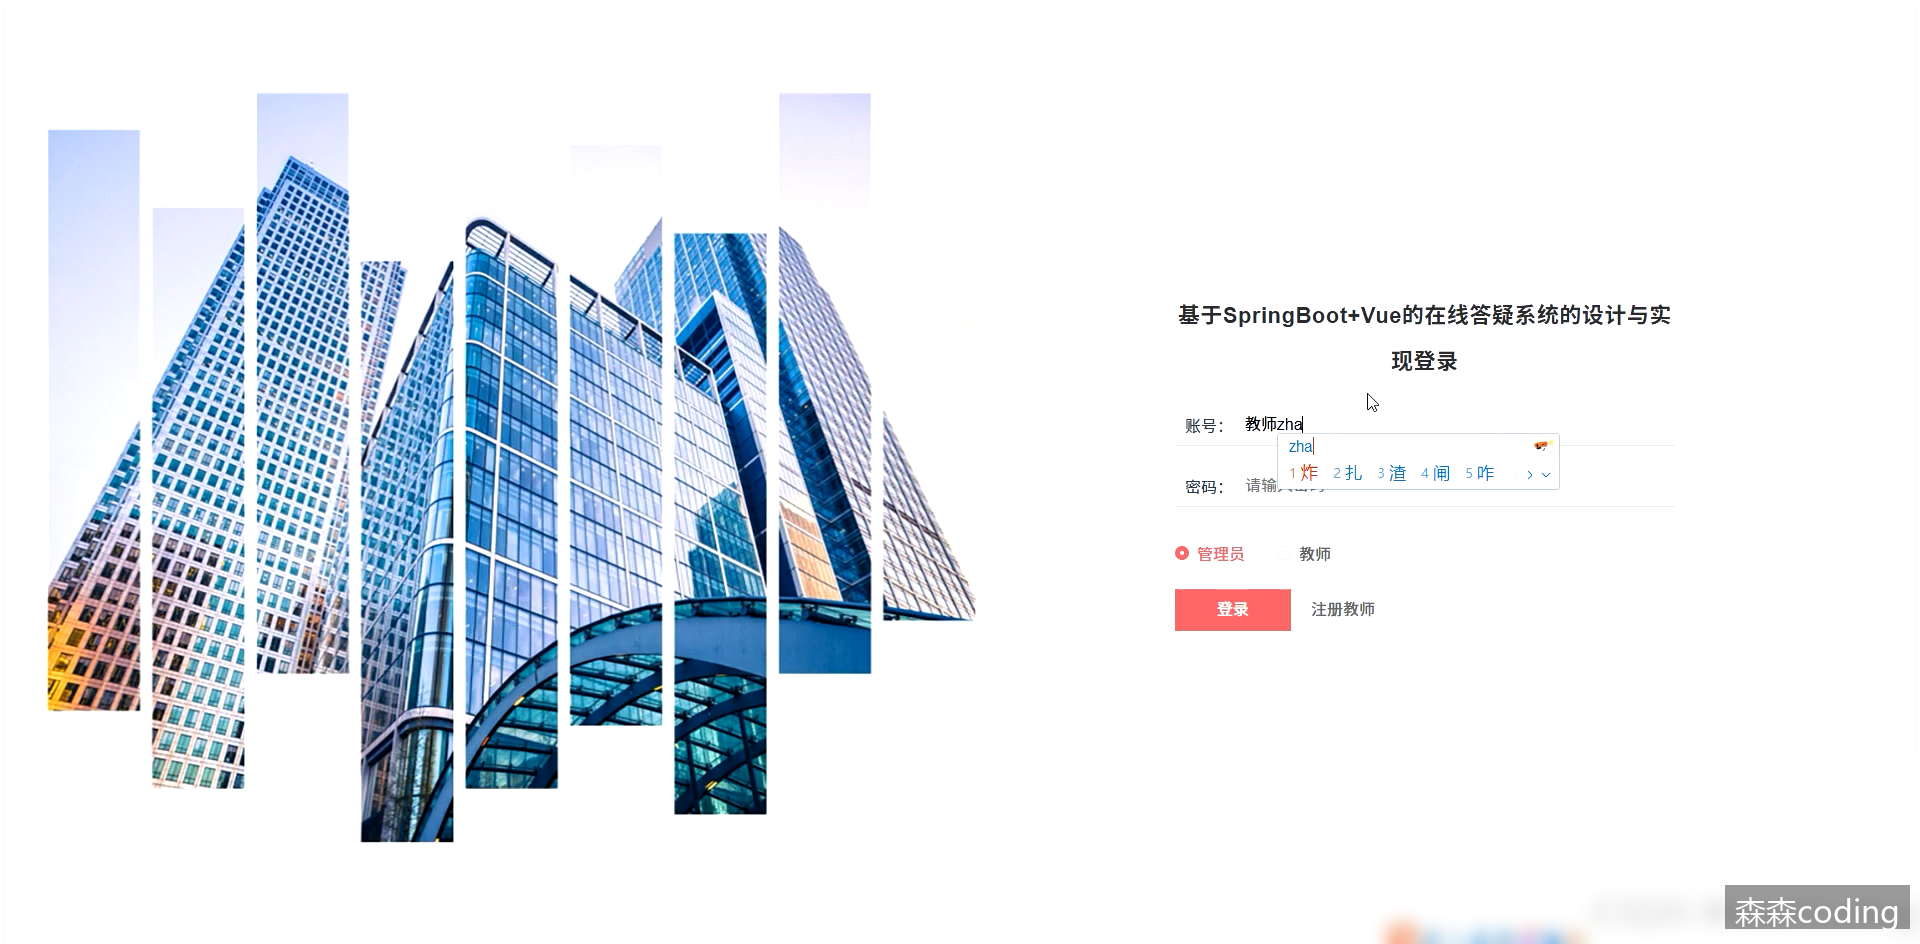 基于SpringBoot+Vue的在线答疑系统的设计与实
现登录
账号： 教师zha
zha
1 炸 2 扎 3 渣 4 闸 5 咋
密码： 请输
管理员 教师
登录 注册教师
森森coding